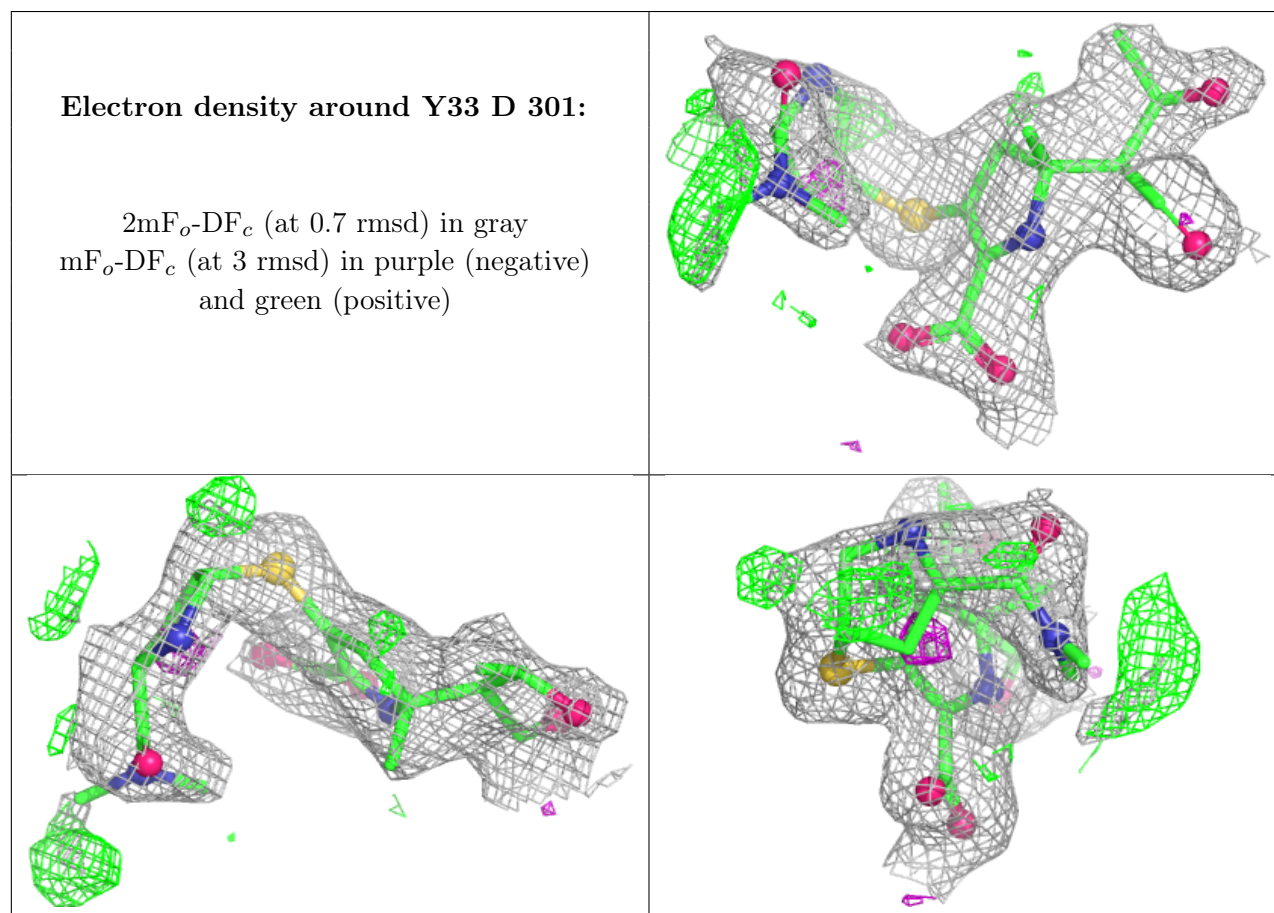 Electron density around Y33 D 301:
2mFo-DFc (at 0.7 rmsd) in gray
mFo-DFc (at 3 rmsd) in purple (negative)
and green (positive)